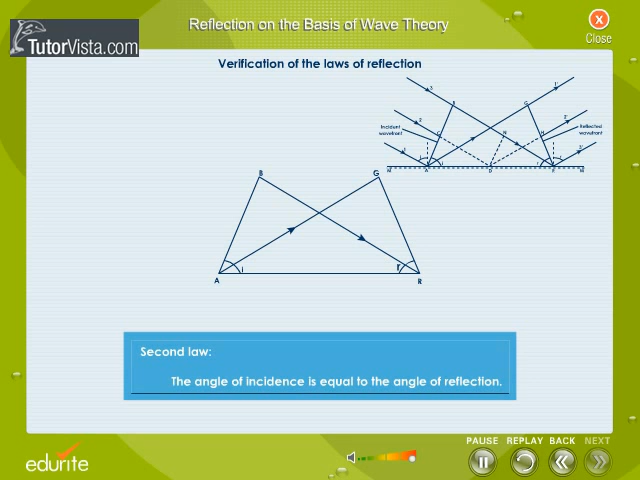 Reflection on the Basis of Wave Theory
X
Close
TutorVista.com
Verification of the laws of reflection
Incident
wavefront
Reflected
wavefront
B
G
i
r
A
R
Second law:
The angle of incidence is equal to the angle of reflection.
PAUSE REPLAY BACK NEXT
edurite